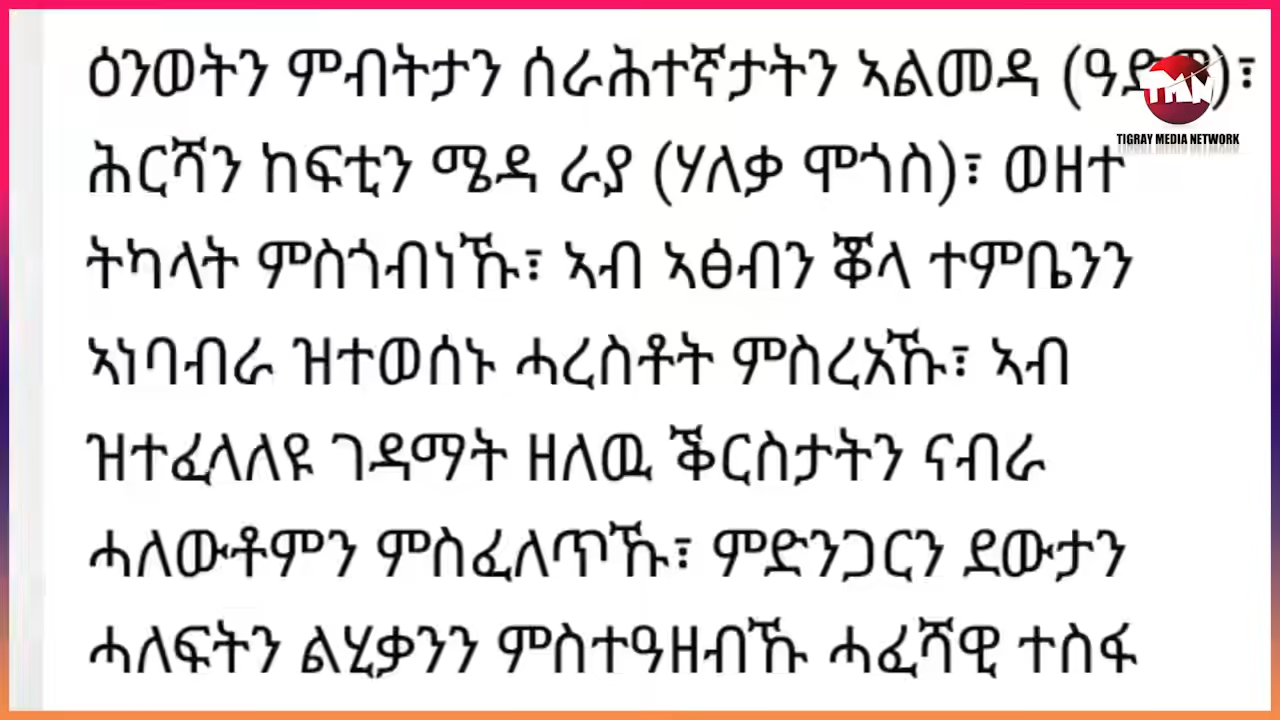 ዕንወትን ምብትታን ሰራሕተኛታትን ኣልመዳ
TMN
TIGRAY MEDIA NETWORK
ሕርሻን ከፍቲን ሜዳ ራያ (ሃለቃ ሞጎስ)፣ ወዘተ
ትካላት ምስጎብነኹ፣ ኣብ ኣፅብን ቖላ ተምቤንን
ኣነባብራ ዝተወሰኑ ሓረስቶት ምስረአኹ፣ ኣብ
ዝተፈላለዩ ገዳማት ዘለዉ ቕርስታትን ናብራ
ሓለውቶምን ምስፈለጥኹ፣ ምድንጋርን ደውታን
ሓለፍትን ልሂቃንን ምስተዓዘብኹ ሓፈሻዊ ተስፋ